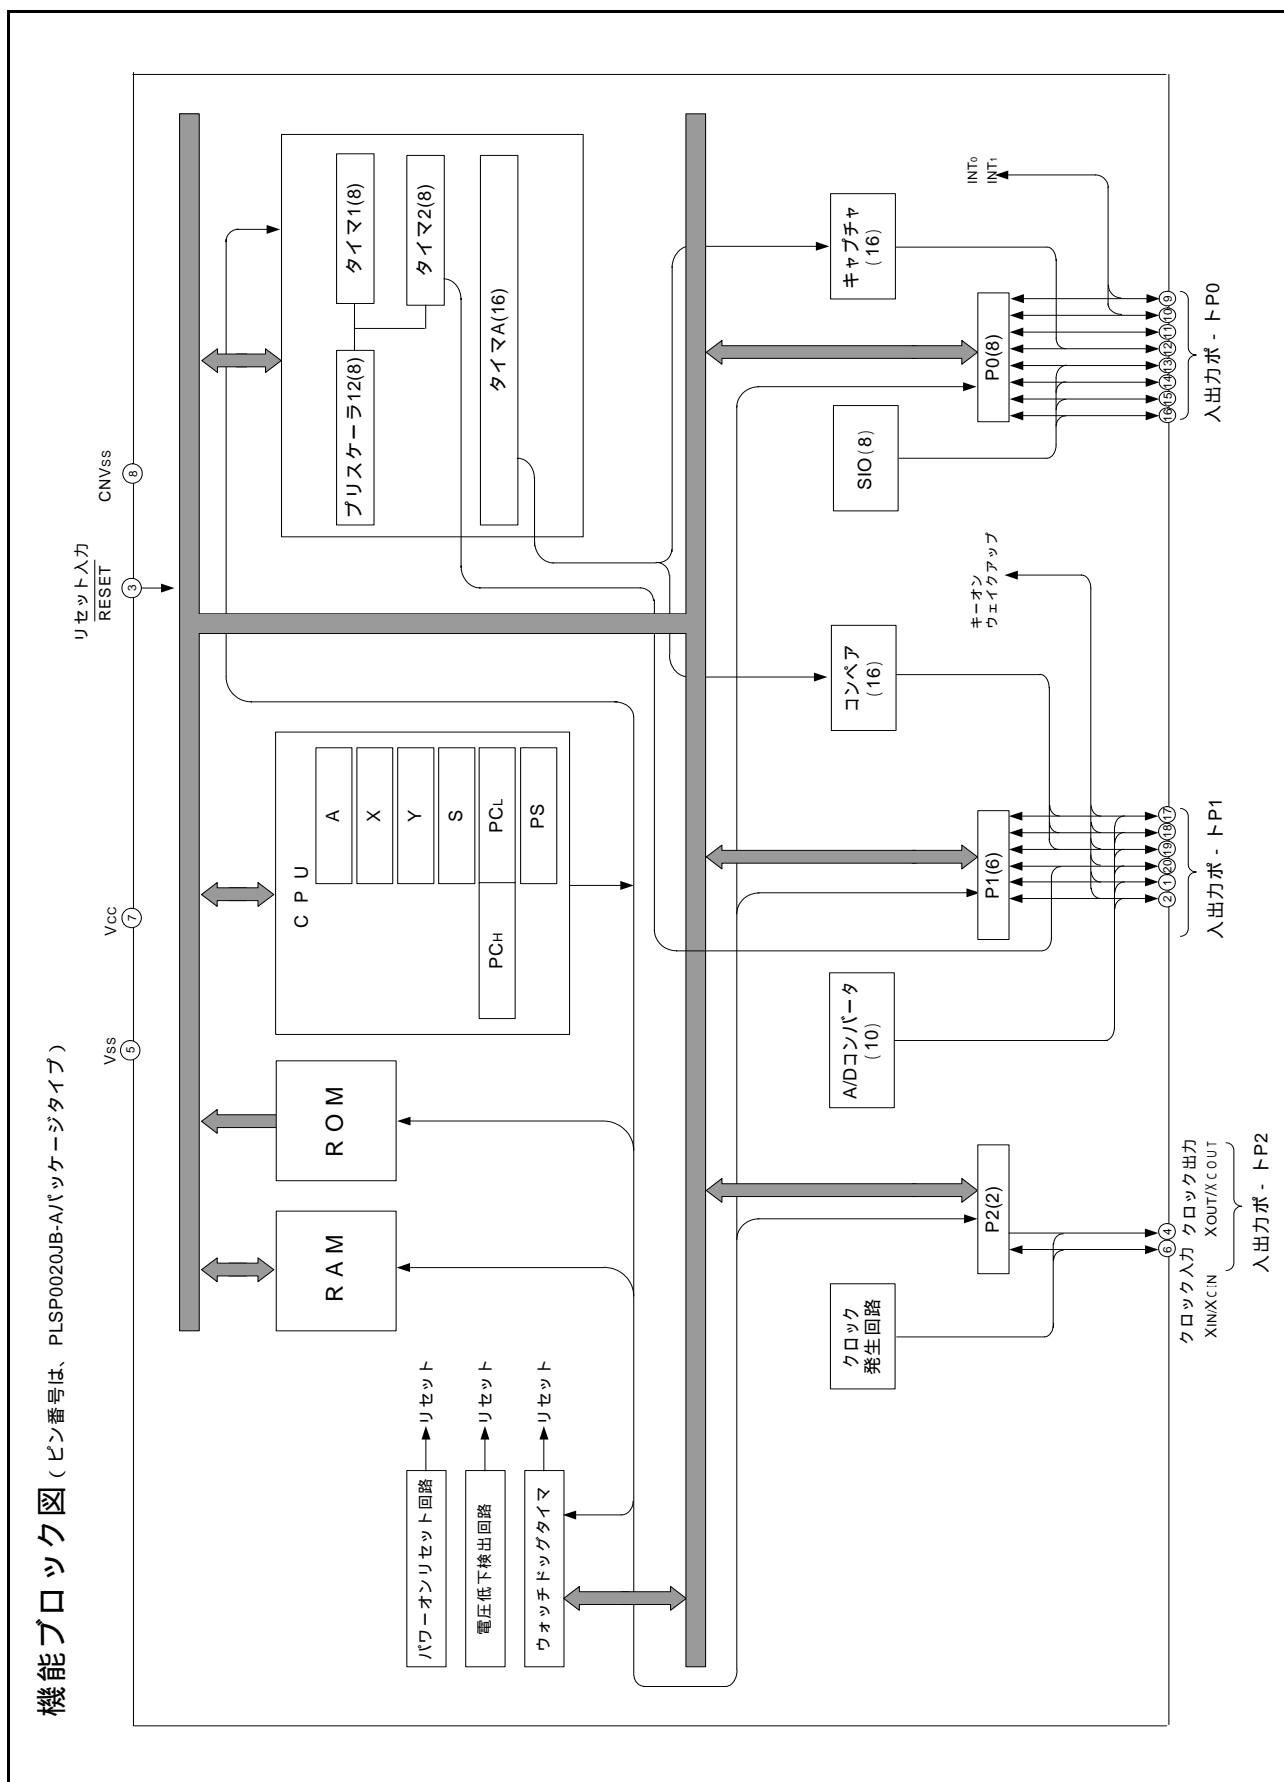 機能ブロック図 ( ピン番号は、PLSP0020JB-Aパッケージタイプ )
VSS
5
VCC
7
リセット入力
RESET
3
CNVSS
8
RAM
ROM
CPU
A
X
Y
S
PCH
PCL
PS
プリスケーラ12(8)
タイマ1(8)
タイマ2(8)
タイマA(16)
パワーオンリセット回路
リセット
電圧低下検出回路
リセット
ウォッチドッグタイマ
リセット
クロック
発生回路
A/Dコンバータ
(10)
コンペア
(16)
SIO(8)
キャプチャ
(16)
P2(2)
P1(6)
P0(8)
キーオン
ウェイクアップ
INT0
INT1
6
4
2
1
20
19
18
17
16
15
14
13
12
11
10
9
クロック入力
XIN/XCIN
クロック出力
XOUT/XCOUT
入出力ポ - トP2
入出力ポ - トP1
入出力ポ - トP0